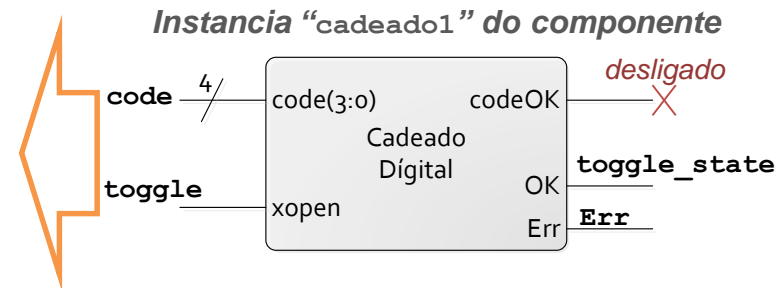 Instancia “cadeado1” do componente
desligado
code 4 code(3:0) codeOK
Cadeado
Dígital
toggle_state
toggle OK
xopen
Err Err